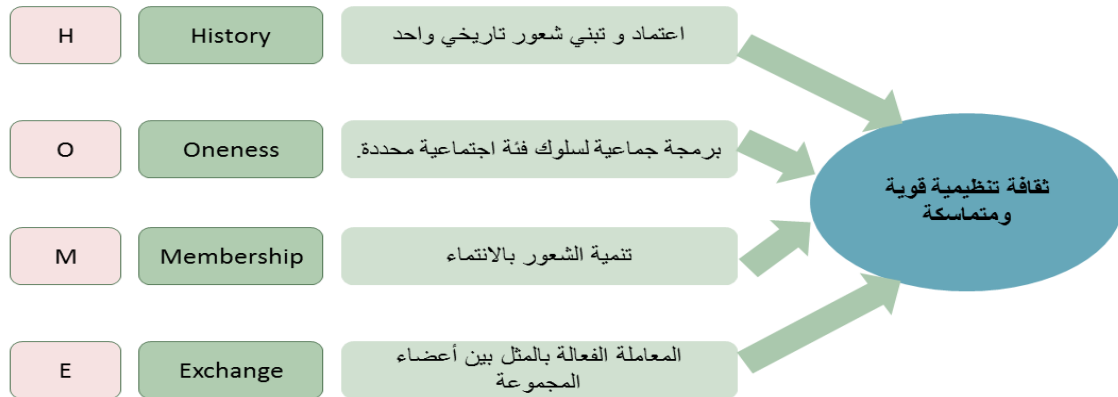 H
History
اعتماد و تبني شعور تاريخي واحد
O
Oneness
برمجة جماعية لسلوك فئة اجتماعية محددة.
M
Membership
تنمية الشعور بالانتماء
E
Exchange
المعاملة الفعالة بالمثل بين أعضاء
المجموعة
ثقافة تنظيمية قوية
ومتماسكة